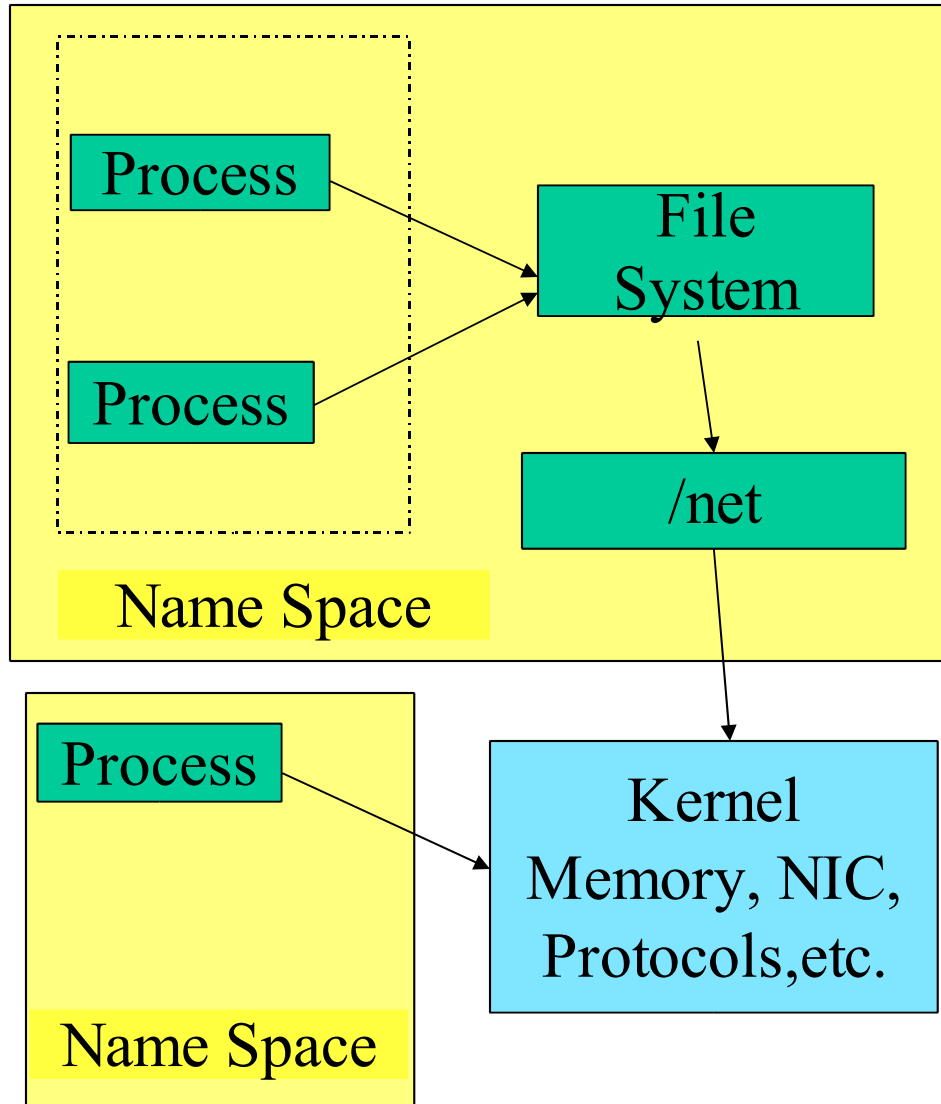 Process
File
System
Process
/net
Name Space
Process
Kernel
Memory, NIC,
Protocols,etc.
Name Space